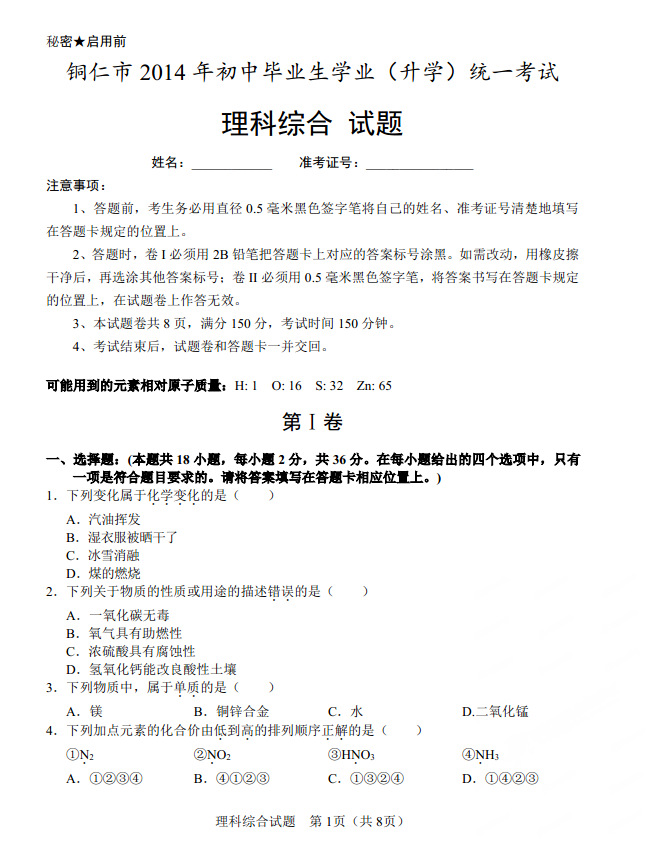 秘密★启用前
铜仁市 2014 年初中毕业生学业（升学）统一考试
理科综合 试题
姓名：____________ 准考证号：________________
注意事项：
1、答题前，考生务必用直径 0.5 毫米黑色签字笔将自己的姓名、准考证号清楚地填写
在答题卡规定的位置上。
2、答题时，卷 I 必须用 2B 铅笔把答题卡上对应的答案标号涂黑。如需改动，用橡皮擦
干净后，再选涂其他答案标号；卷 II 必须用 0.5 毫米黑色签字笔，将答案书写在答题卡规定
的位置上，在试题卷上作答无效。
3、本试题卷共 8 页，满分 150 分，考试时间 150 分钟。
4、考试结束后，试题卷和答题卡一并交回。
可能用到的元素相对原子质量：H: 1 O: 16 S: 32 Zn: 65
第Ⅰ卷
一、选择题：(本题共 18 小题，每小题 2 分，共 36 分。在每小题给出的四个选项中，只有
一项是符合题目要求的。请将答案填写在答题卡相应位置上。)
1．下列变化属于化学变化的是（ ）
A．汽油挥发
B．湿衣服被晒干了
C．冰雪消融
D．煤的燃烧
2．下列关于物质的性质或用途的描述错误的是（ ）
A．一氧化碳无毒
B．氧气具有助燃性
C．浓硫酸具有腐蚀性
D．氢氧化钙能改良酸性土壤
3．下列物质中，属于单质的是（ ）
A．镁 B．铜锌合金 C．水 D.二氧化锰
4．下列加点元素的化合价由低到高的排列顺序正解的是（ ）
①N₂ ②NO₂ ③HNO₃ ④NH₃
A．①②③④ B．④①②③ C．①③②④ D．①④②③
理科综合试题 第 1页（共 8页）